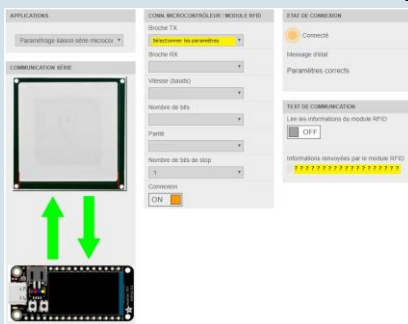 APPLICATIONS
Paramétrage liaison série microcoi
COMMUNICATION SÉRIE
CONN. MICROCONTRÔLEUR / MODULE RFID
Broche TX
Sélectionner les paramètres
Broche RX
Vitesse (bauds)
Nombre de bits
Parité
Nombre de bits de stop
1
Connexion
ON
ETAT DE CONNEXION
Connecté
Message d'état
Paramètres corrects
TEST DE COMMUNICATION
Lire les informations du module RFID
OFF
Informations renvoyées par le module RFID
? ? ? ? ? ? ? ? ? ? ? ? ? ? ? ? ? ? ?